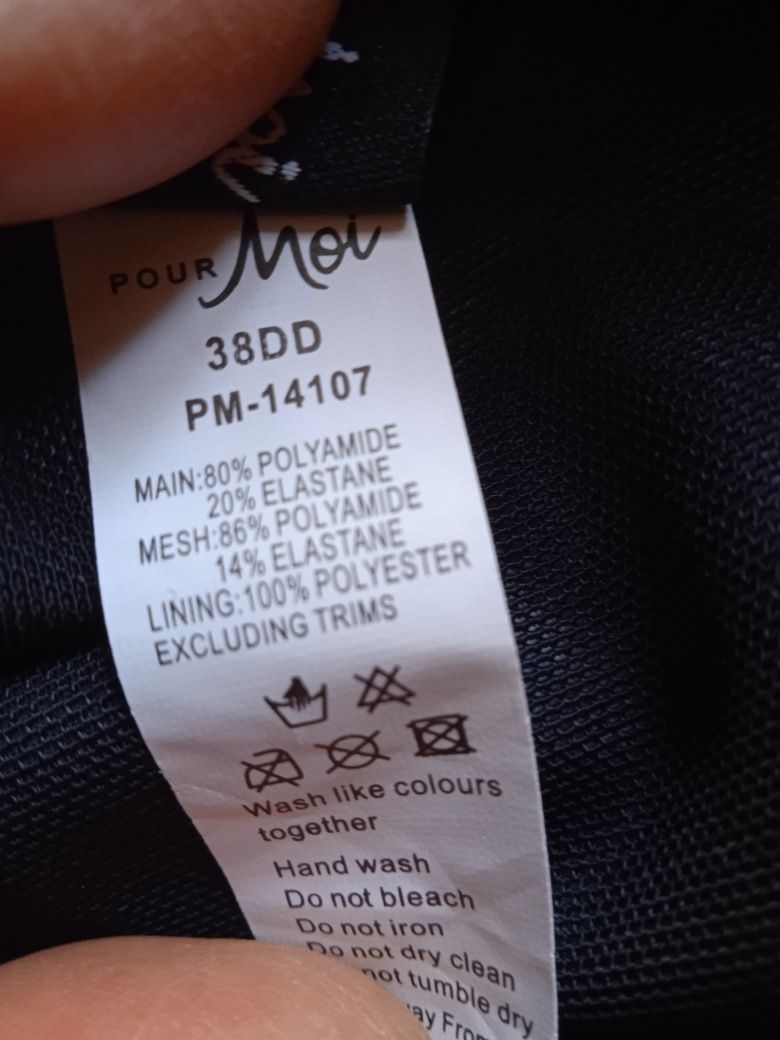 POUR Moi
38DD
PM-14107
MAIN:80% POLYAMIDE
20% ELASTANE
MESH:86% POLYAMIDE
14% ELASTANE
LINING:100% POLYESTER
EXCLUDING TRIMS
Wash like colours
together
Hand wash
Do not bleach
Do not iron
Do not dry clean
not tumble dry